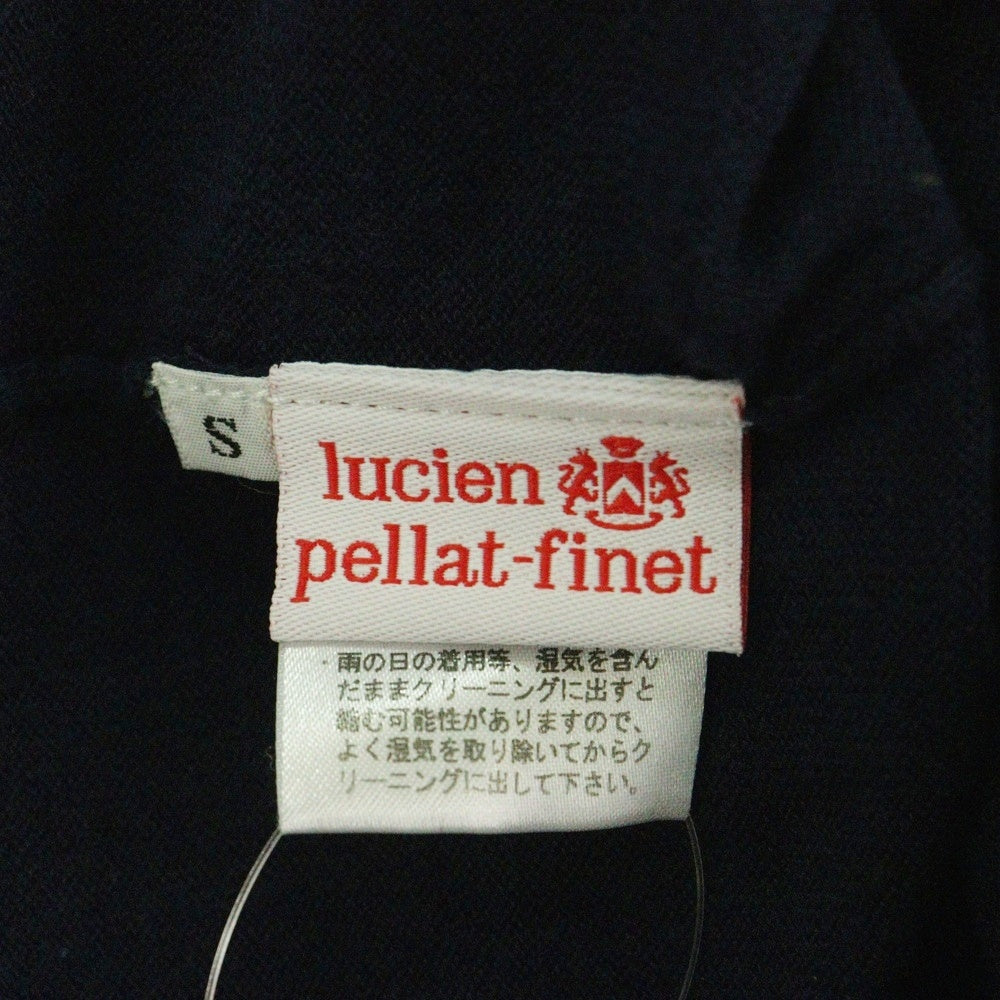 S
lucien
pellat-finet
・雨の日の着用等、湿気を含ん
だままクリーニングに出すと
縮む可能性がありますので、
よく湿気を取り除いてからク
リーニングに出して下さい。